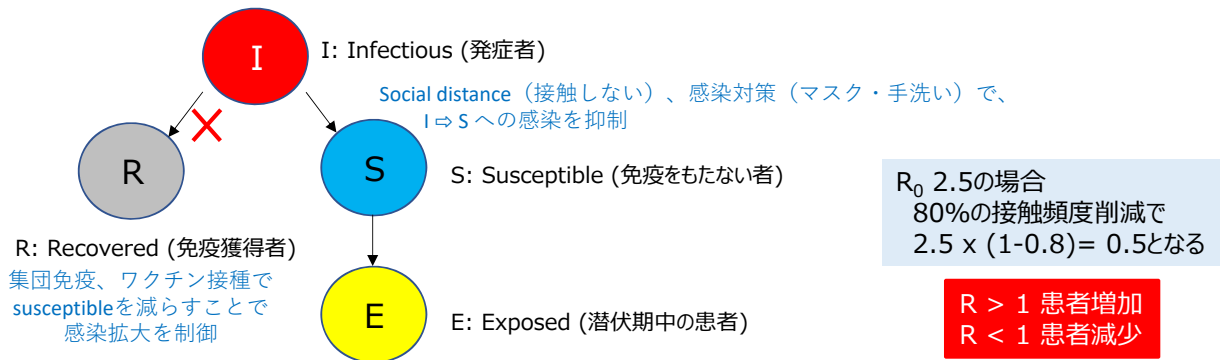 I
I: Infectious (発症者)
Social distance（接触しない）、感染対策（マスク・手洗い）で、
I ⇨ S への感染を抑制
R
S
S: Susceptible (免疫をもたない者)
R: Recovered (免疫獲得者)
集団免疫、ワクチン接種で
susceptibleを減らすことで
感染拡大を制御
E
E: Exposed (潜伏期中の患者)
R₀ 2.5の場合
80%の接触頻度削減で
2.5 x (1-0.8)= 0.5となる
R > 1 患者増加
R < 1 患者減少